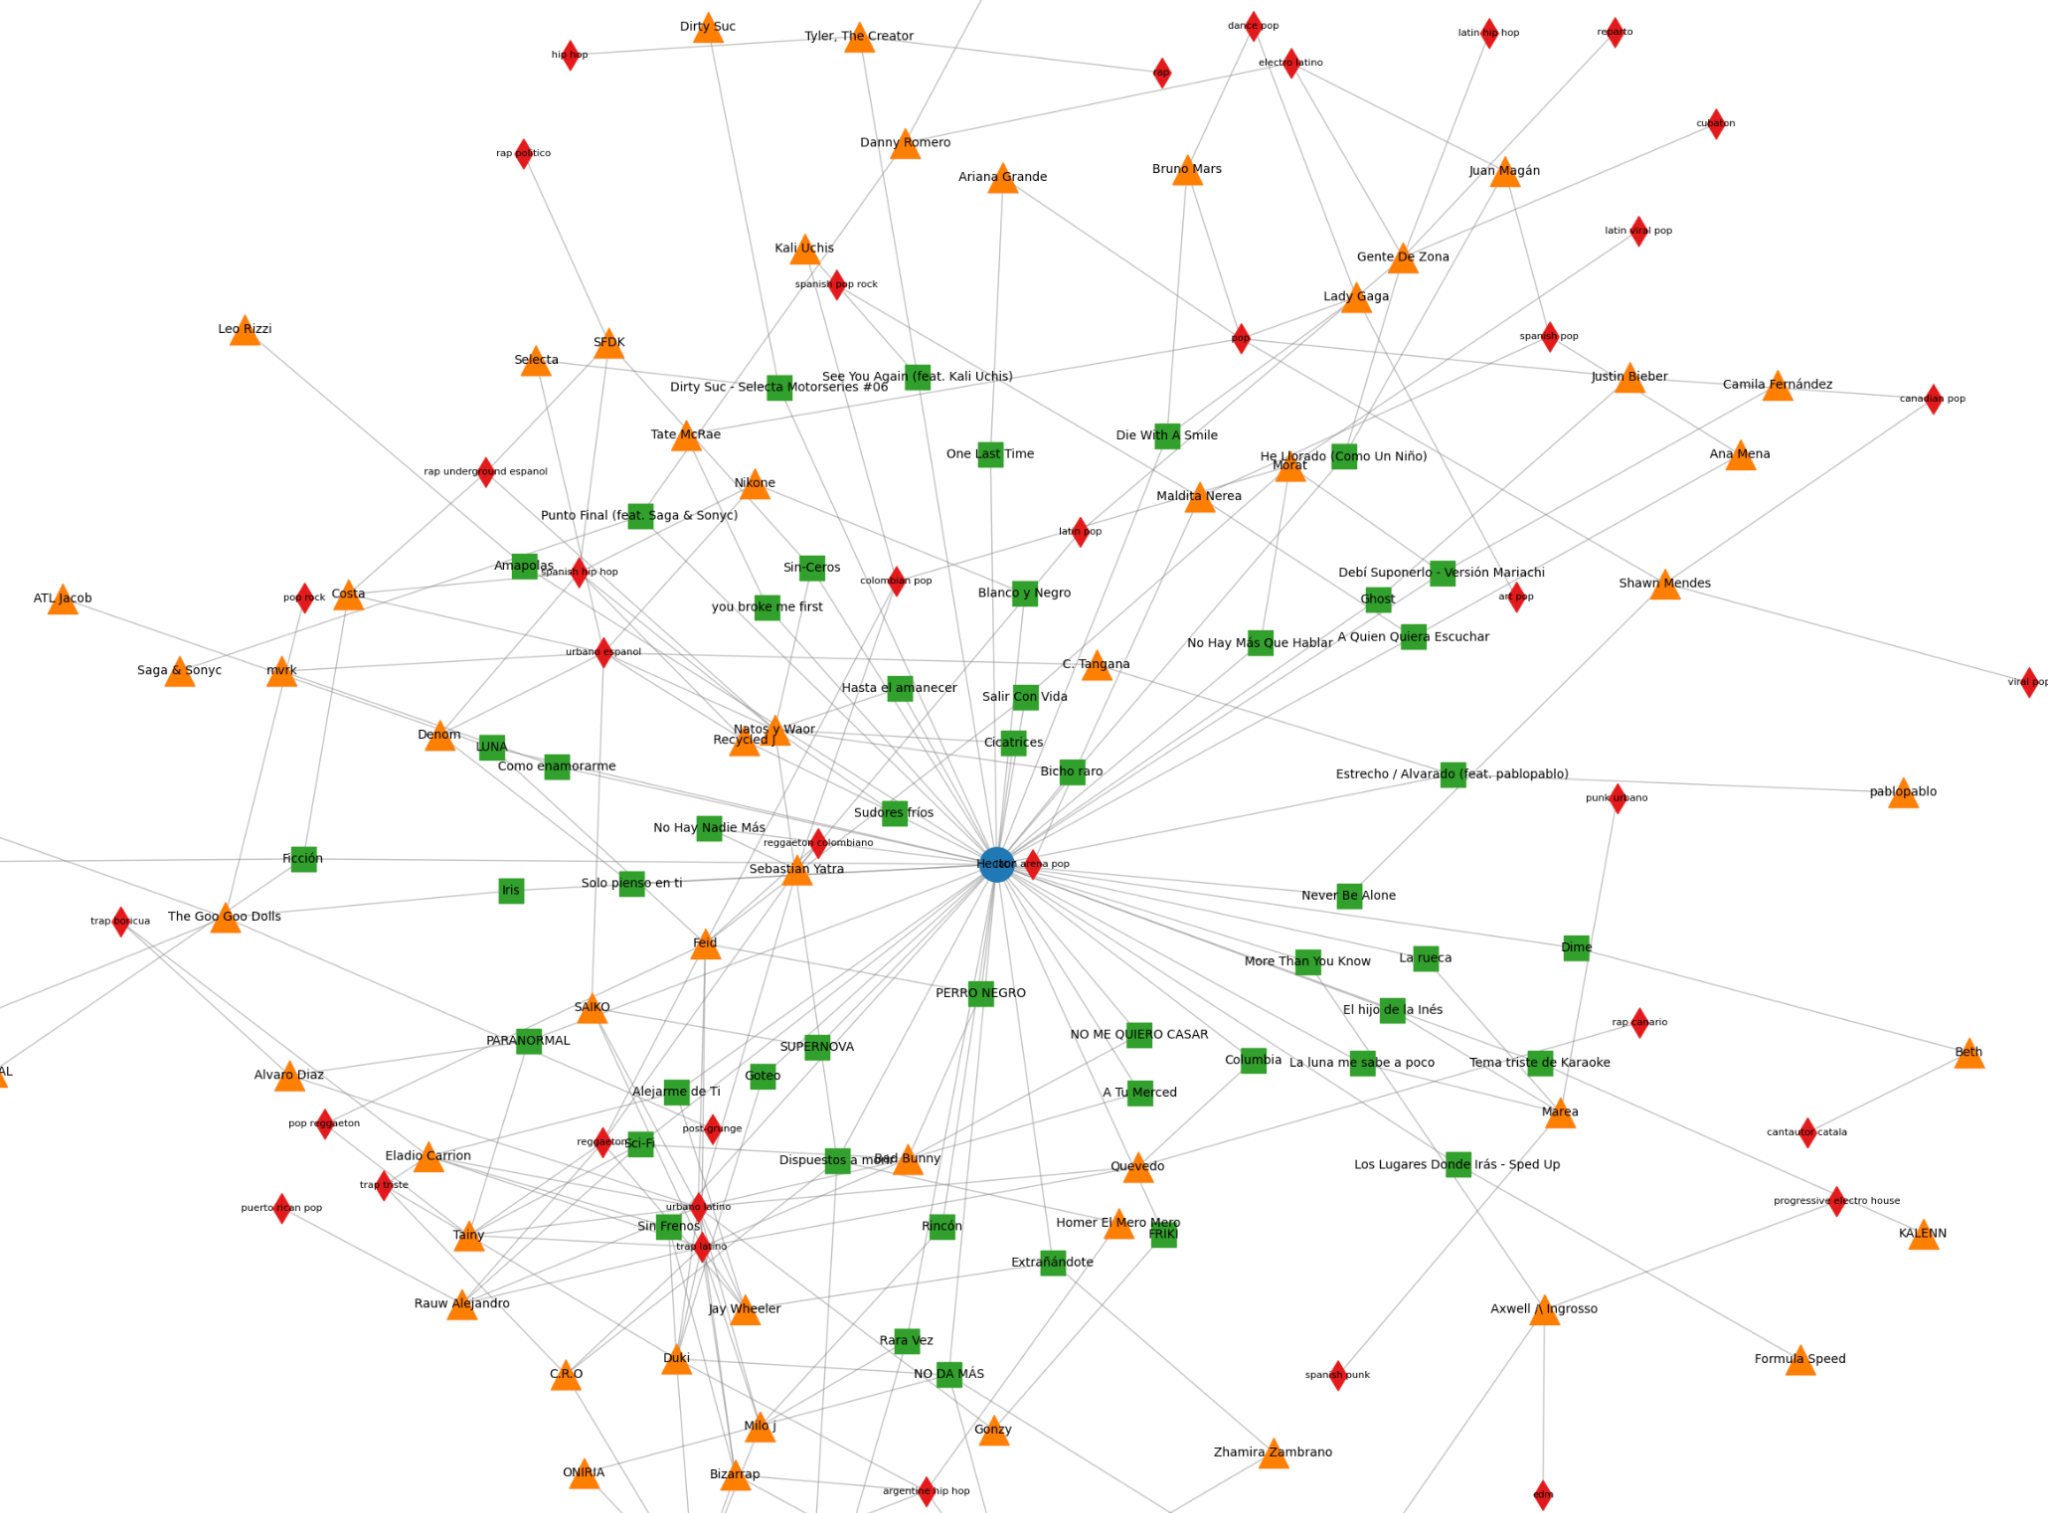 dance pop
Dirty Suc
latin hip hop
reparto
Tyler, The Creator
hip hop
electro latino
rap
cubaton
Danny Romero
rap politico
Bruno Mars
Juan Magán
Ariana Grande
latin viral pop
Kali Uchis
Gente De Zona
spanish pop rock
Lady Gaga
Leo Rizzi
spanish pop
pop
SFDK
Selecta
See You Again (feat. Kali Uchis)
Justin Bieber
Camila Fernández
Dirty Suc - Selecta Motorseries #06
canadian pop
Tate McRae
Die With A Smile
One Last Time
Ana Mena
He Llorado (Como Un Niño)
Morat
rap underground espanol
Nikone
Maldita Nerea
Punto Final (feat. Saga & Sonyc)
latin pop
Amapolas
Sin-Ceros
spanish hip hop
Debí Suponerlo - Versión Mariachi
colombian pop
Shawn Mendes
Blanco y Negro
Costa
pop rock
art pop
ATL Jacob
Ghost
you broke me first
A Quien Quiera Escuchar
No Hay Más Que Hablar
urbano espanol
C. Tangana
Saga & Sonyc
mvrk
viral pop
Hasta el amanecer
Salir Con Vida
Natos y Waor
Denom
Recycled J
Cicatrices
LUNA
Como enamorarme
Bicho raro
Estrecho / Alvarado (feat. pablopablo)
pablopablo
punk urbano
Sudores fríos
No Hay Nadie Más
reggaeton colombiano
Ficción
Hector
arena pop
Sebastian Yatra
Solo pienso en ti
Iris
Never Be Alone
The Goo Goo Dolls
trap boricua
Feid
Dime
La rueca
More Than You Know
PERRO NEGRO
SAIKO
El hijo de la Inés
rap canario
NO ME QUIERO CASAR
PARANORMAL
SUPERNOVA
Beth
Columbia
La luna me sabe a poco
Tema triste de Karaoke
AL
Alvaro Diaz
Goteo
Alejarme de Ti
A Tu Merced
Marea
pop reggaeton
post-grunge
cantautor catala
reggaeton
Sci-Fi
Eladio Carrion
Dispuestos a morir
Bad Bunny
Quevedo
Los Lugares Donde Irás - Sped Up
trap triste
progressive electro house
puerto rican pop
urbano latino
Homer El Mero Mero
Sin Frenos
Rincón
Tainy
FRIKI
KALENN
trap latino
Extrañándote
Rauw Alejandro
Jay Wheeler
Axwell /\ Ingrosso
Rara Vez
Duki
Formula Speed
C.R.O
NO DA MÁS
spanish punk
Milo j
Gonzy
Zhamira Zambrano
ONIRIA
Bizarrap
argentine hip hop
edm